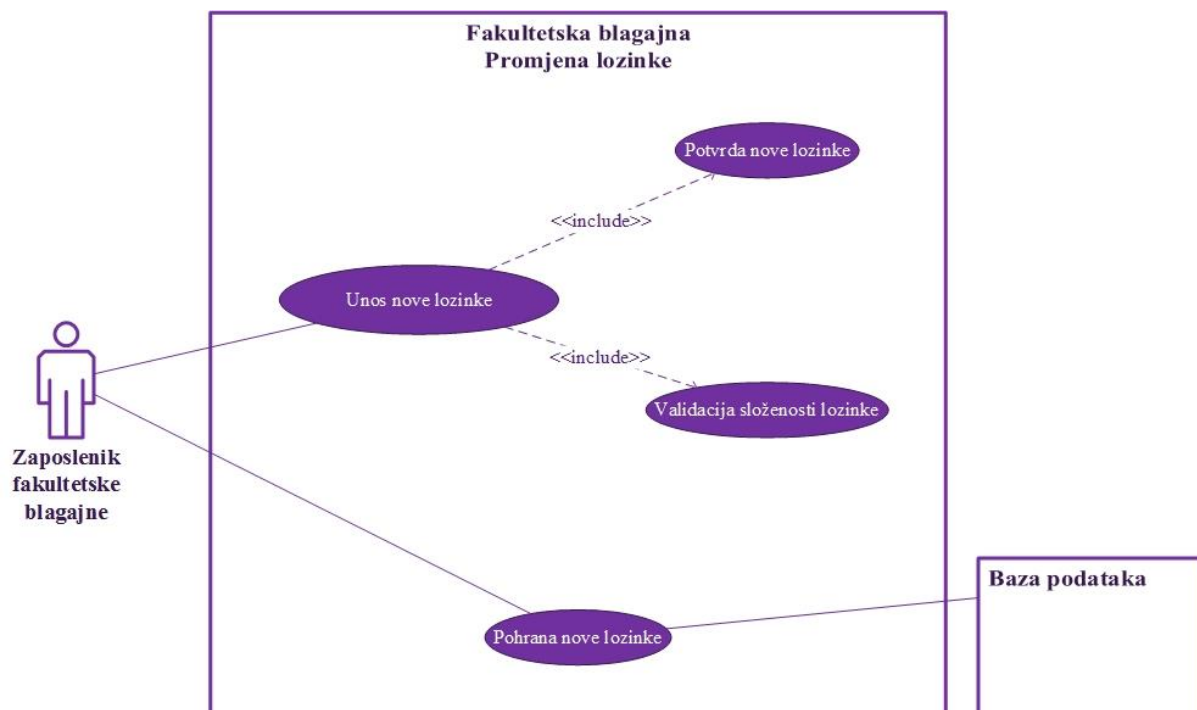 Fakultetska blagajna
Promjena lozinke
Potvrda nove lozinke
<<include>>
Unos nove lozinke
<<include>>
Validacija složenosti lozinke
Zaposlenik
fakultetske
blagajne
Baza podataka
Pohrana nove lozinke